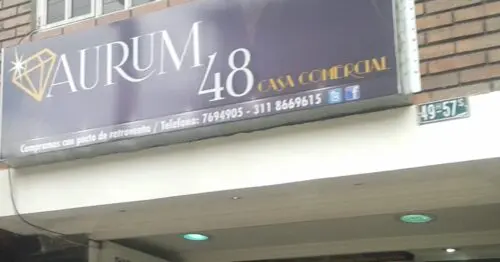 AURUM
48
CASA COMERCIAL
Compramos con pacto de retroventa / Telefono: 7694905 - 311 8669615
49 57 S